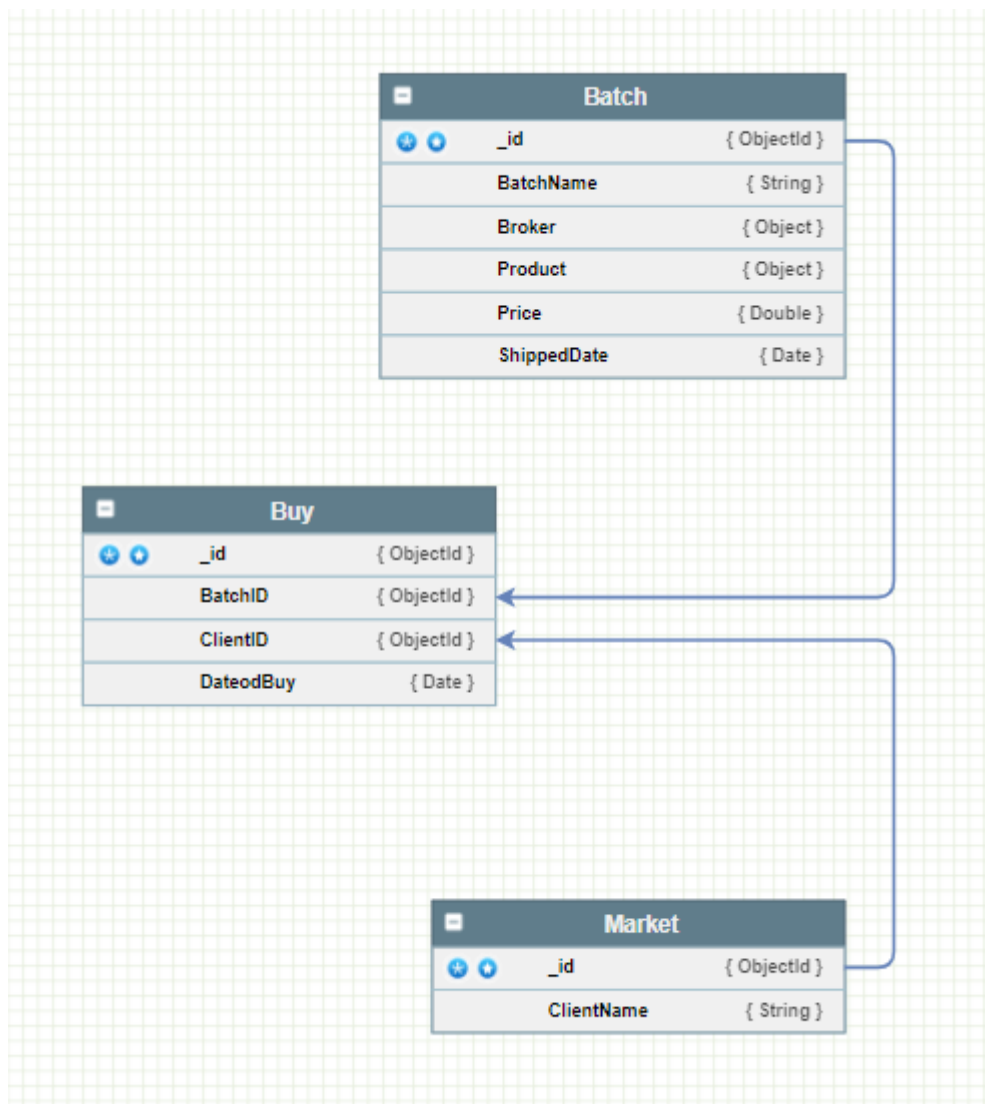 Batch
_id { ObjectId }
BatchName { String }
Broker { Object }
Product { Object }
Price { Double }
ShippedDate { Date }
Buy
_id { ObjectId }
BatchID { ObjectId }
ClientID { ObjectId }
DateodBuy { Date }
Market
_id { ObjectId }
ClientName { String }